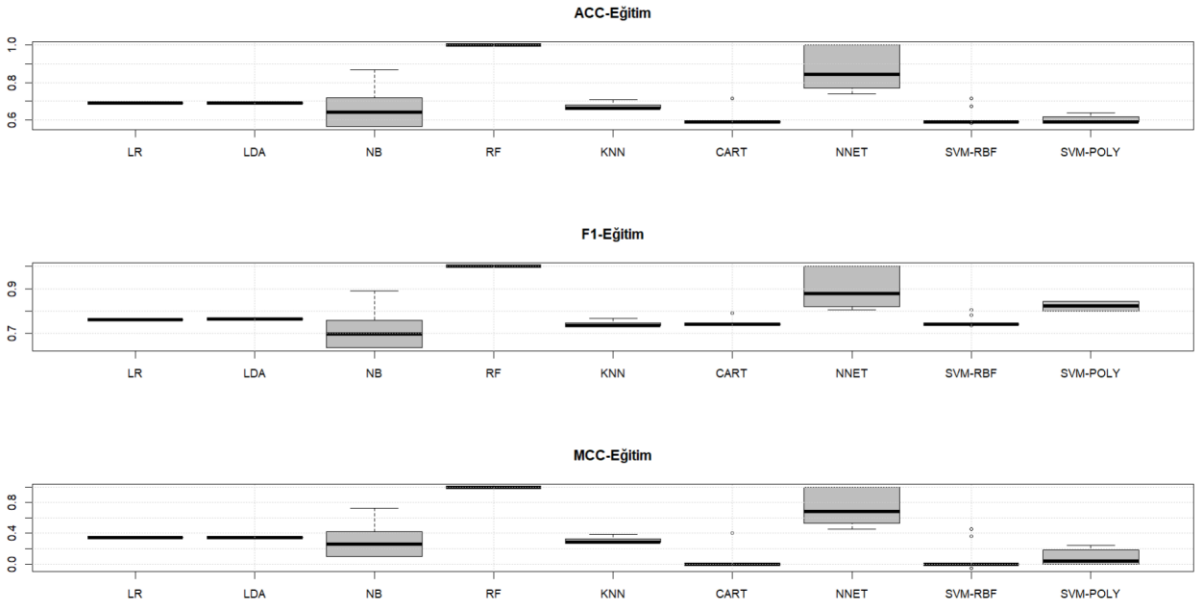 ACC-Eğitim
1.0
0.8
0.6
LR LDA NB RF KNN CART NNET SVM-RBF SVM-POLY
F1-Eğitim
0.9
0.7
LR LDA NB RF KNN CART NNET SVM-RBF SVM-POLY
MCC-Eğitim
0.8
0.4
0.0
LR LDA NB RF KNN CART NNET SVM-RBF SVM-POLY